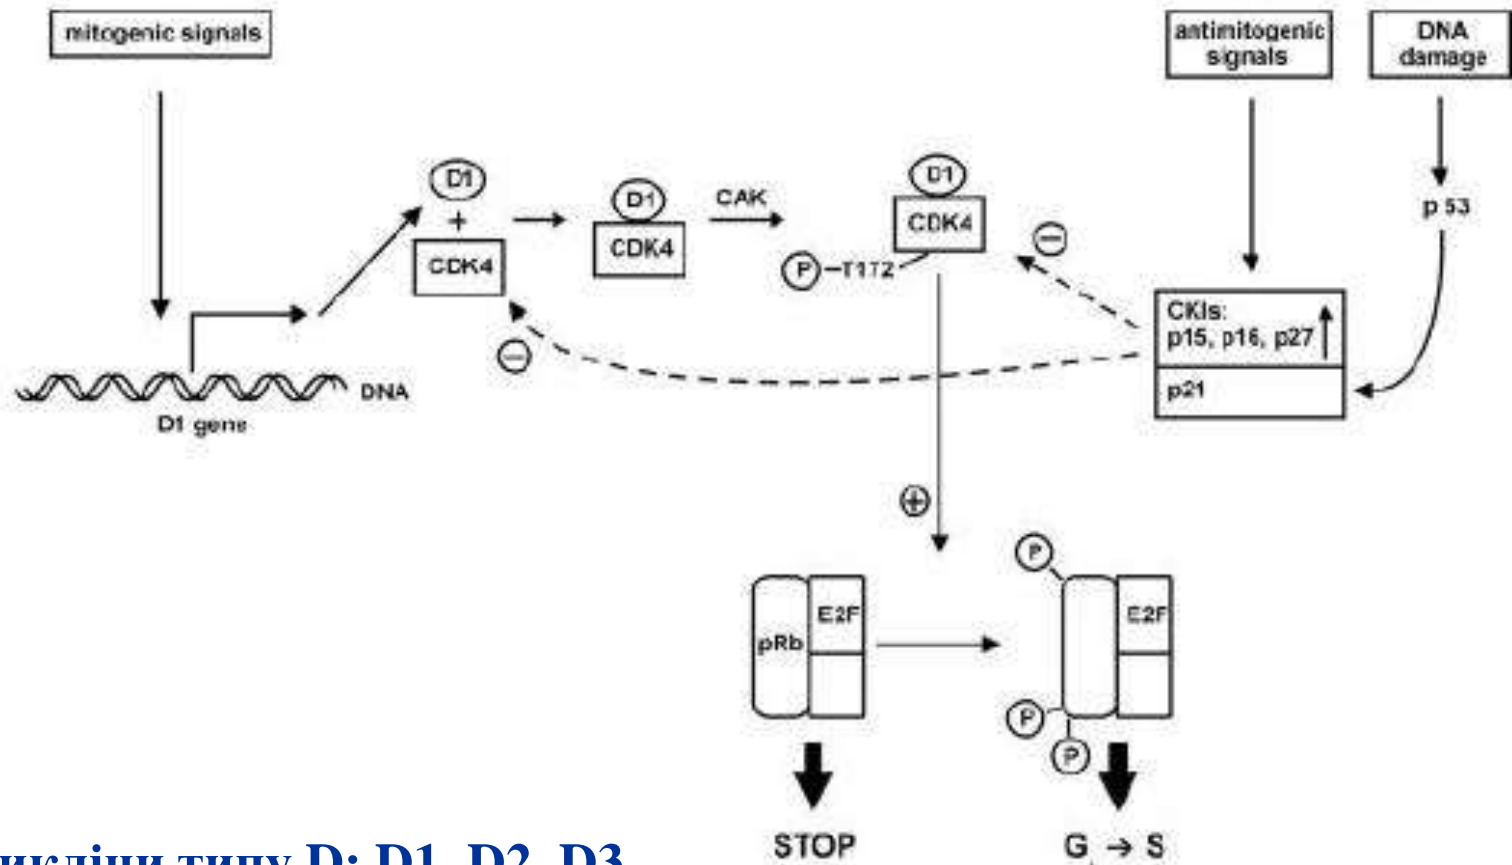 mitogenic signals
antimitogenic
signals
DNA
damage
D1
+
CDK4
D1
CDK4
CAK
D1
CDK4
P
T172
−
p 53
CKIs:
p15, p16, p27
p21
−
DNA
D1 gene
+
pRb
E2F
P
E2F
P
P
STOP
G → S
типу D: D1, D2, D3